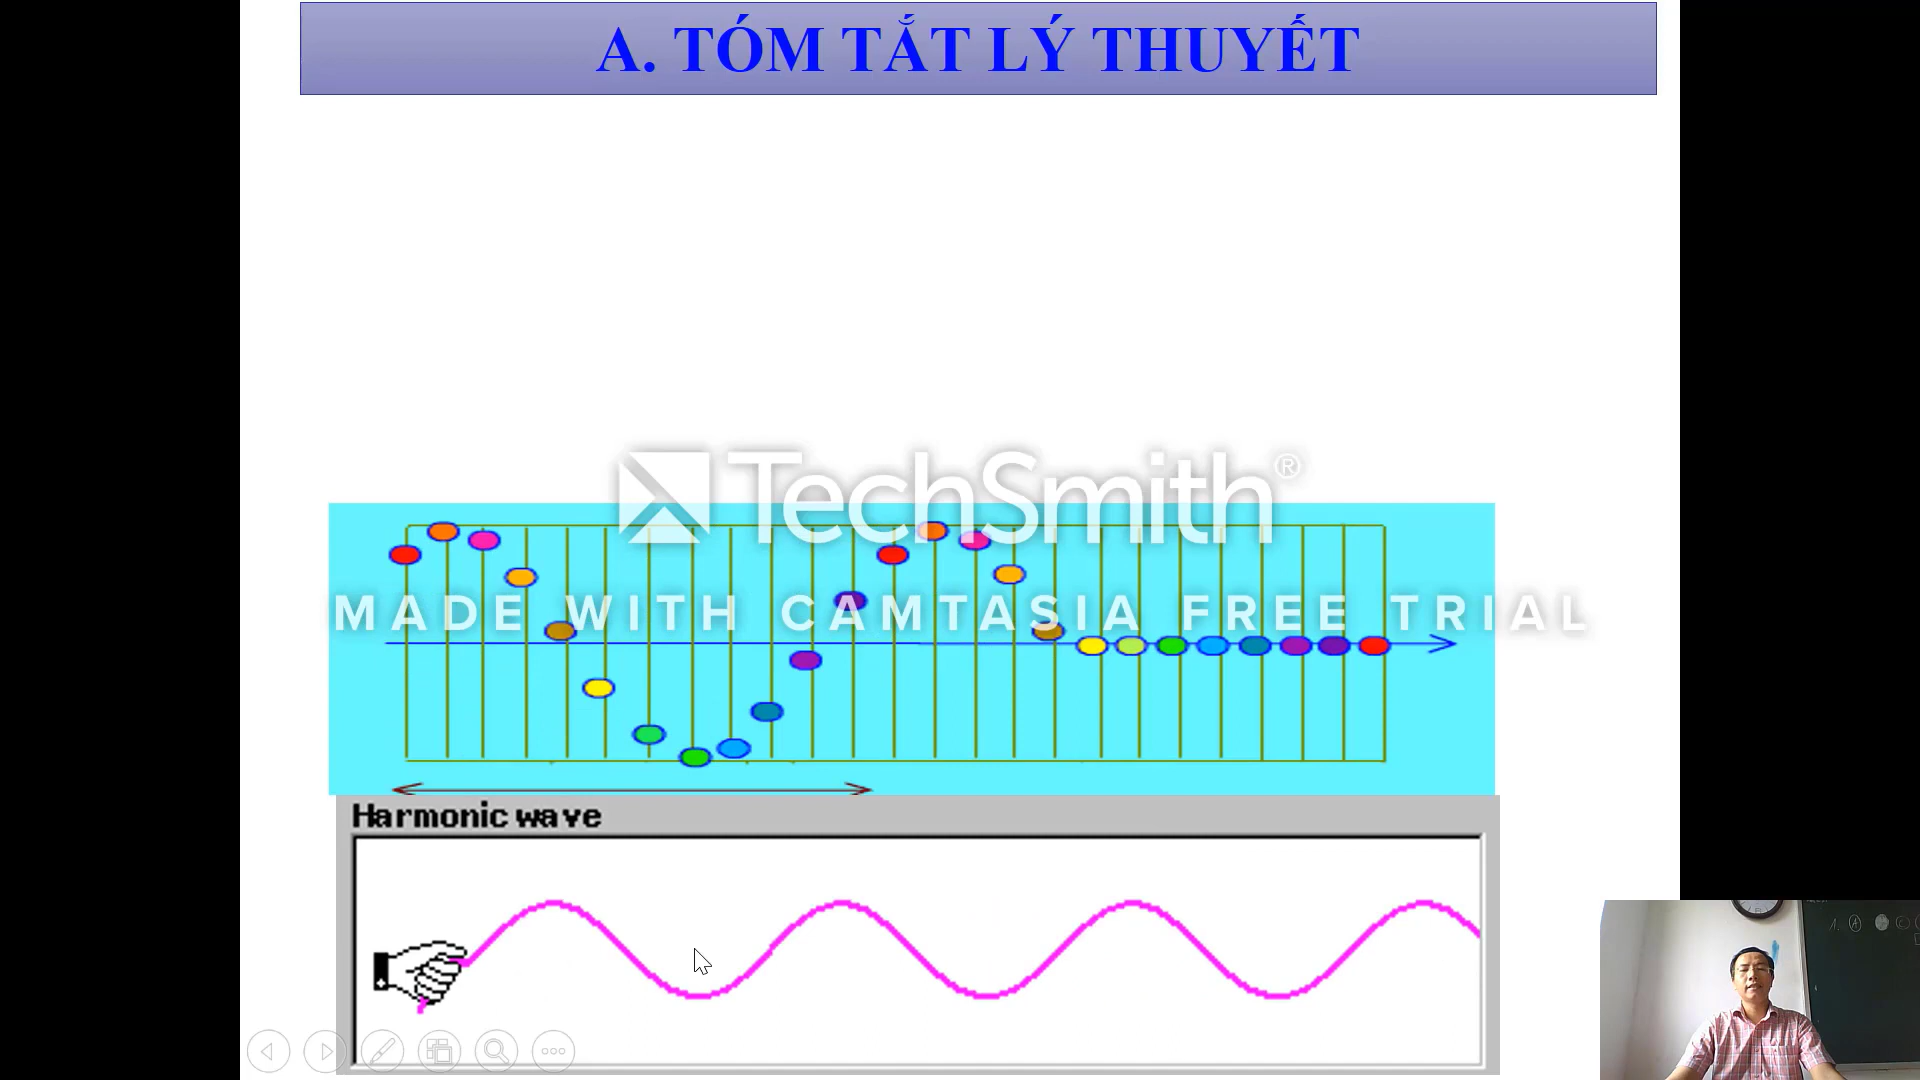 A. TÓM TẮT LÝ THUYẾT
TechSmith®
MADE WITH CAMTASIA FREE TRIAL
Harmonic wave